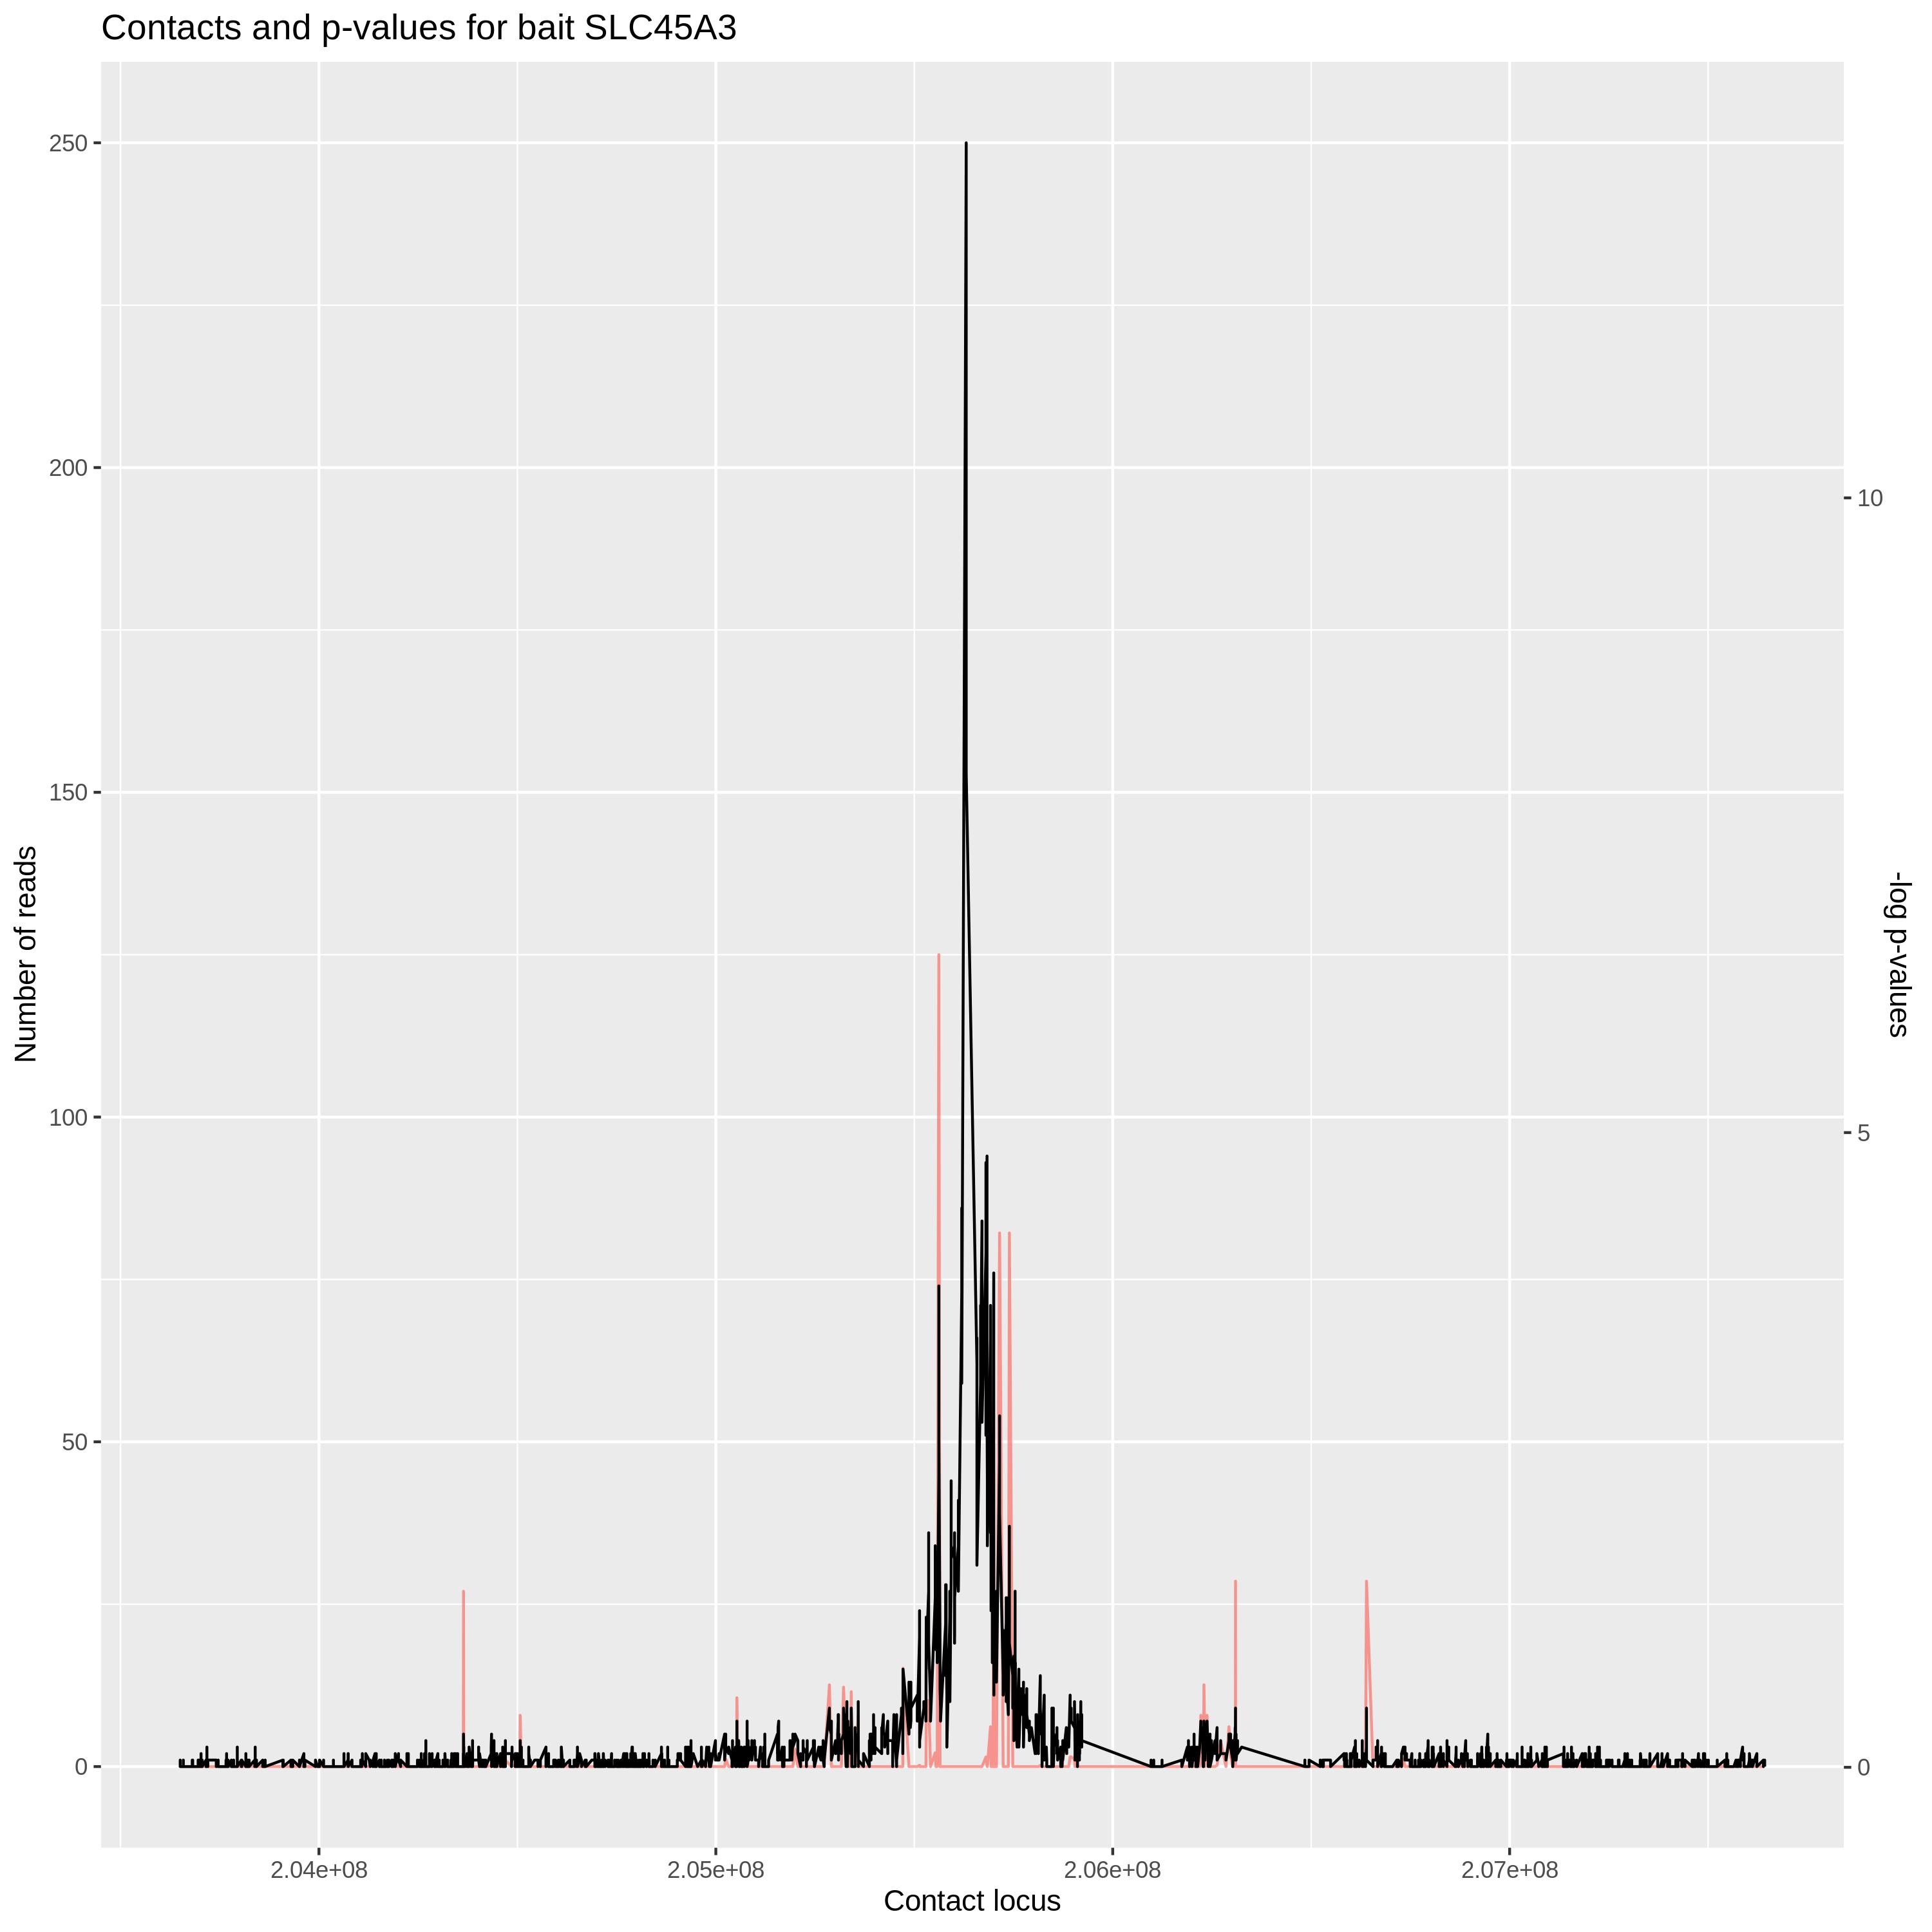 Contacts and p-values for bait SLC45A3
250
200
150
100
50
0
Number of reads
10
5
0
-log p-values
2.04e+08
2.05e+08
2.06e+08
2.07e+08
Contact locus